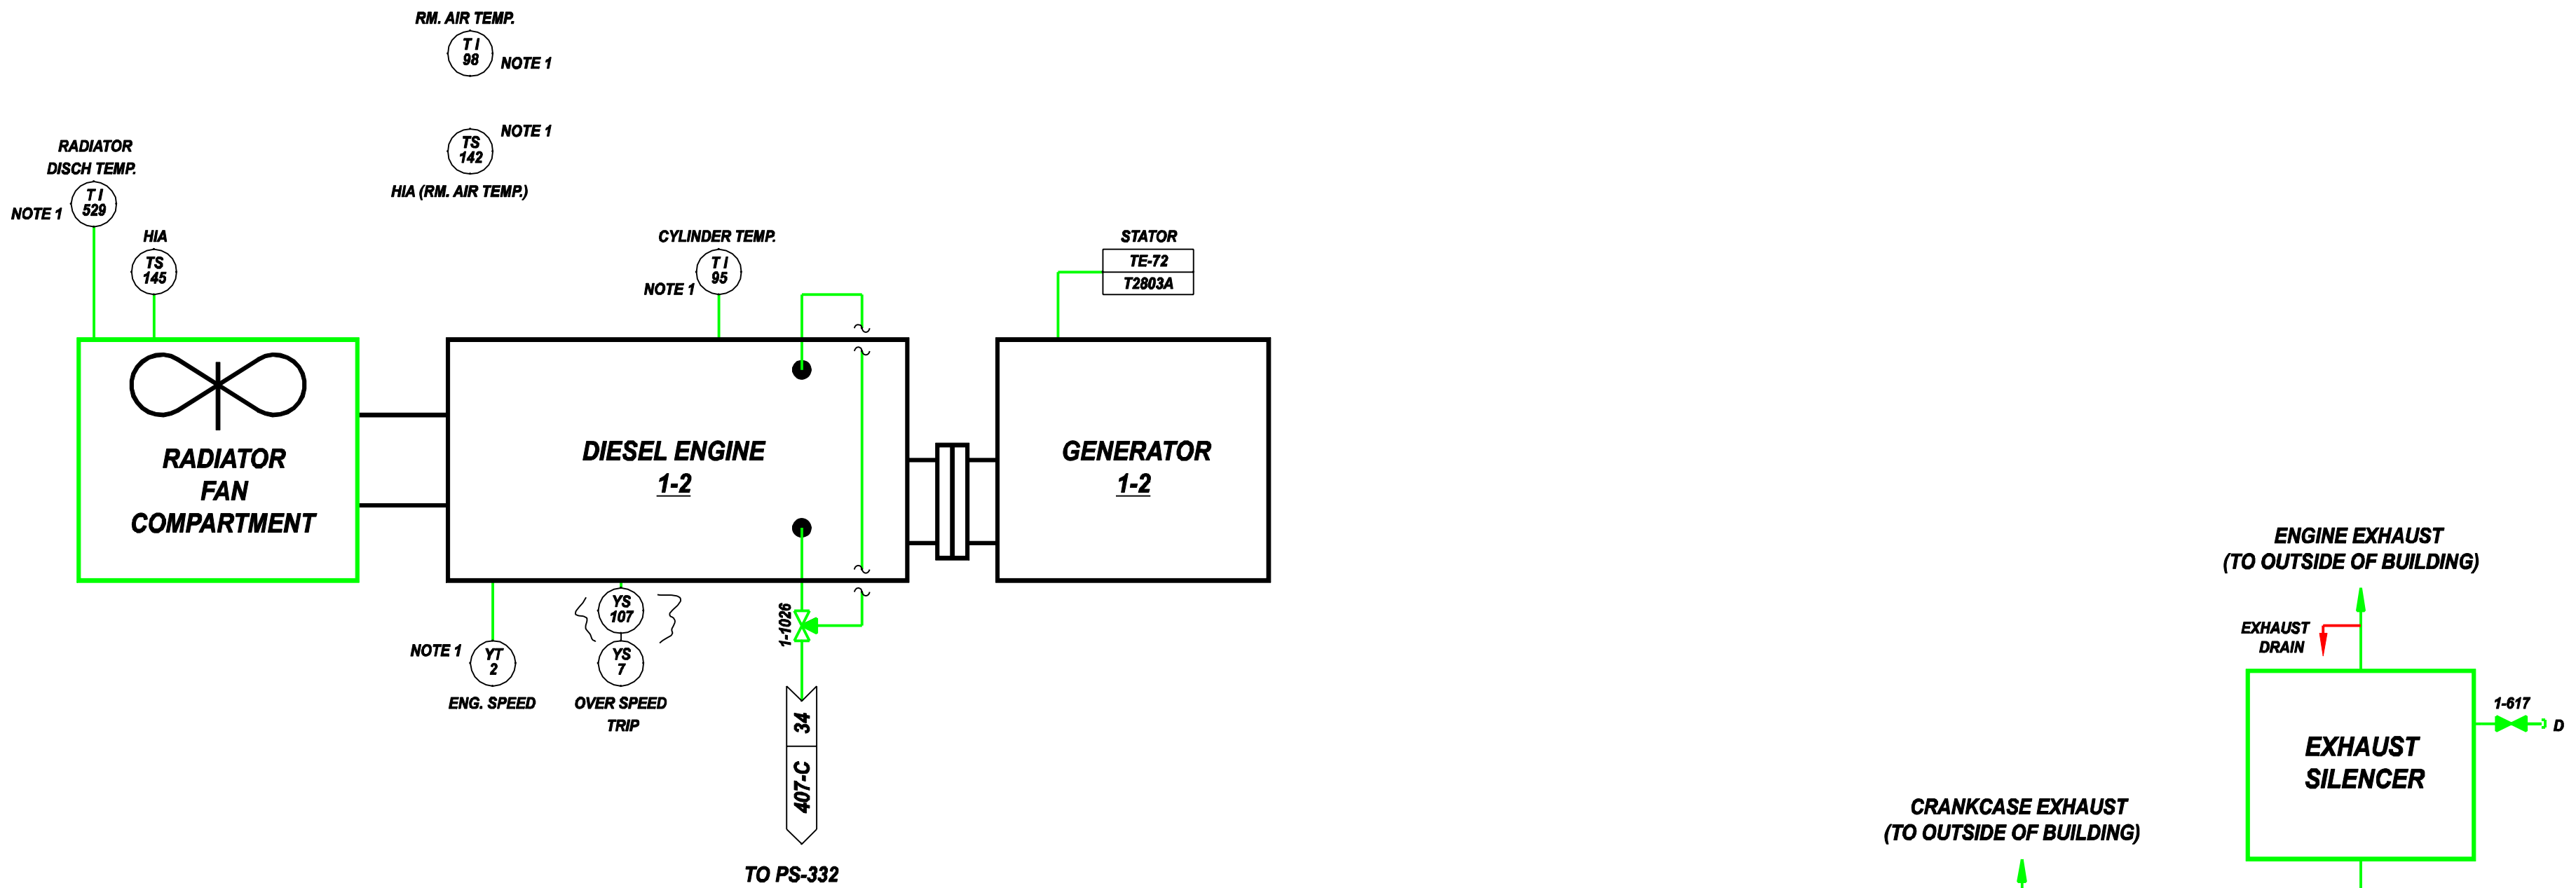 RM. AIR TEMP.
T I
98
NOTE 1
NOTE 1
TS
142
HIA (RM. AIR TEMP.)
RADIATOR
DISCH TEMP.
T I
529
NOTE 1
HIA
TS
145
CYLINDER TEMP.
T I
95
NOTE 1
STATOR
TE-72
T2803A
RADIATOR
FAN
COMPARTMENT
DIESEL ENGINE
1-2
GENERATOR
1-2
NOTE 1
YT
2
ENG. SPEED
YS
107
YS
7
OVER SPEED
TRIP
1-1026
34
407-C
TO PS-332
ENGINE EXHAUST
(TO OUTSIDE OF BUILDING)
EXHAUST
DRAIN
1-617
D
EXHAUST
SILENCER
CRANKCASE EXHAUST
(TO OUTSIDE OF BUILDING)